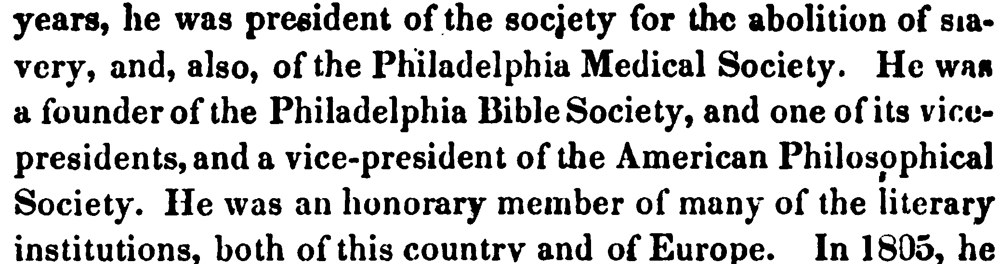 years, he was president of the society for the abolition of sla-
very, and, also, of the Philadelphia Medical Society. He was
a founder of the Philadelphia Bible Society, and one of its vice-
presidents, and a vice-president of the American Philosophical
Society. He was an honorary member of many of the literary
institutions, both of this country and of Europe. In 1805, he